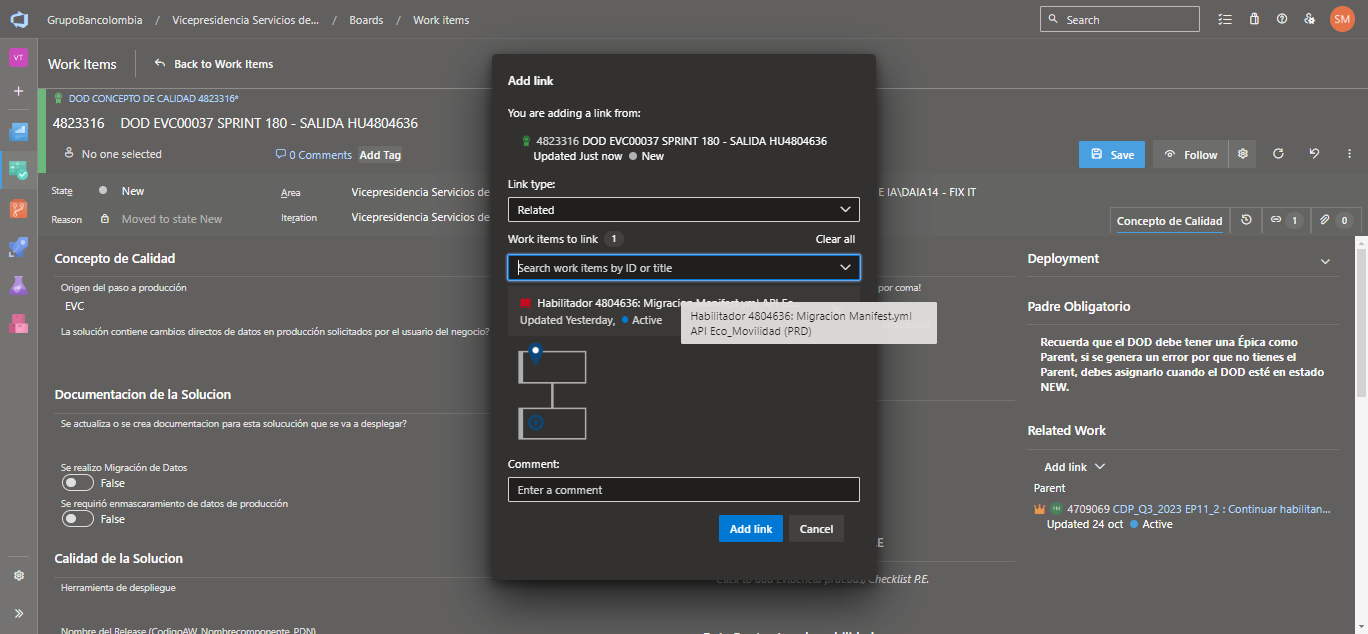 GrupoBancolombia / Vicepresidencia Servicios de... / Boards / Work items
Search
SM
VT
Work Items
Back to Work Items
DOD CONCEPTO DE CALIDAD 4823316*
4823316 DOD EVC00037 SPRINT 180 - SALIDA HU4804636
No one selected
0 Comments
Add Tag
Save
Follow
State
New
Area
Vicepresidencia Servicios de
E IA\DAIA14 - FIX IT
Reason
Moved to state New
Iteration
Vicepresidencia Servicios de
Concepto de Calidad
1
0
Concepto de Calidad
Origen del paso a producción
EVC
La solución contiene cambios directos de datos en producción solicitados por el usuario del negocio?
Documentacion de la Solucion
Se actualiza o se crea documentacion para esta solucución que se va a desplegar?
Se realizo Migración de Datos
False
Se requirió enmascaramiento de datos de producción
False
Calidad de la Solucion
Herramienta de despliegue
Nombre del Release (CodigoAW_Nombrecomponente_PDN)
Add link
You are adding a link from:
4823316 DOD EVC00037 SPRINT 180 - SALIDA HU4804636
Updated Just now New
Link type:
Related
Work items to link 1
Clear all
Search work items by ID or title
Habilitador 4804636: Migracion Manifest.yml API Ec...
Updated Yesterday, Active
Habilitador 4804636: Migracion Manifest.yml
API Eco_Movilidad (PRD)
Comment:
Enter a comment
Add link
Cancel
por coma!
Checklist P.E.
Deployment
Padre Obligatorio
Recuerda que el DOD debe tener una Épica como
Parent, si se genera un error por que no tienes el
Parent, debes asignarlo cuando el DOD esté en estado
NEW.
Related Work
Add link
Parent
4709069 CDP_Q3_2023 EP11_2 : Continuar habilitan...
Updated 24 oct Active